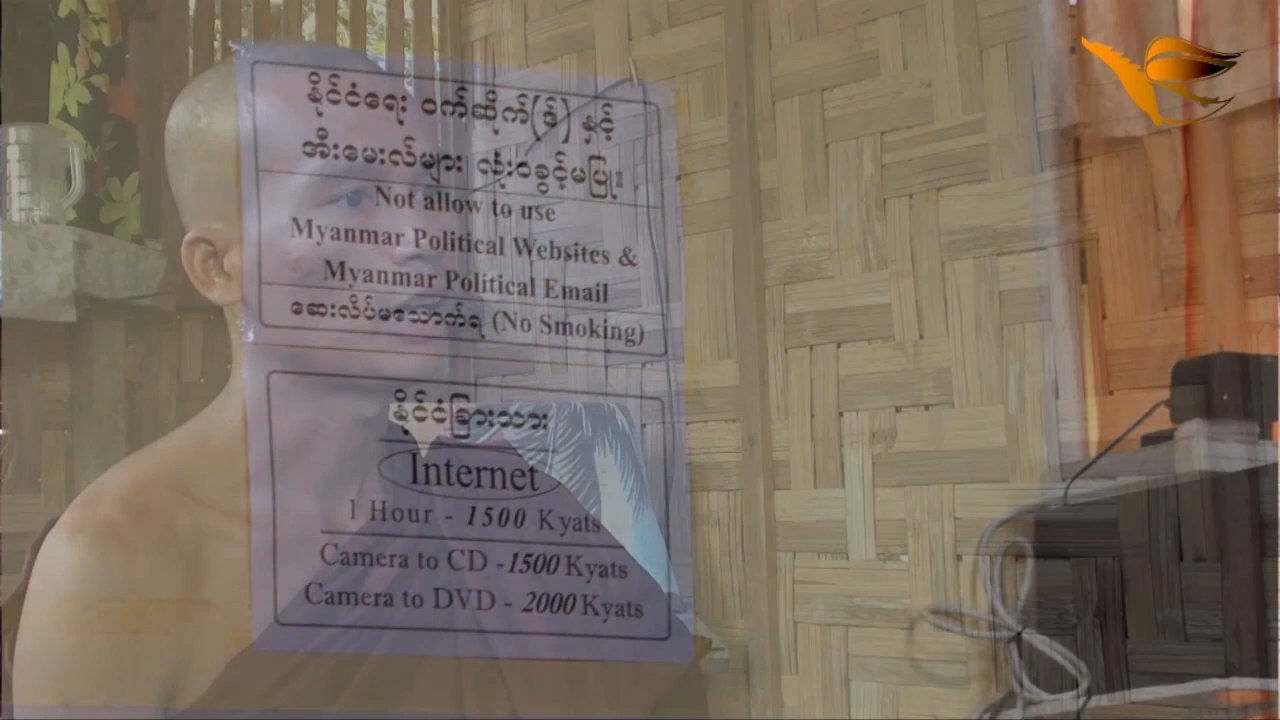 နိုင်ငံရေး ဝက်ဆိုက်(ဒ်) နှင့်
အီးမေးလ်များ လုံးဝခွင့်မပြု။
Not allow to use
Myanmar Political Websites &
Myanmar Political Email
ဆေးလိပ်မသောက်ရ (No Smoking)
နိုင်ငံခြားသား
Internet
1 Hour - 1500 Kyats
Camera to CD -1500 Kyats
Camera to DVD - 2000 Kyats